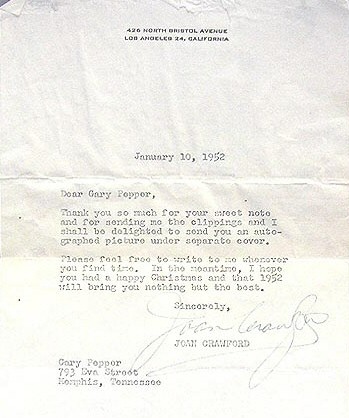 426 NORTH BRISTOL AVENUE
LOS ANGELES 24, CALIFORNIA
January 10, 1952
Dear Gary Pepper,
Thank you so much for your sweet note
and for sending me the clippings and I
shall be delighted to send you an auto-
graphed picture under separate cover.
Please feel free to write to me whenever
you find time. In the meantime, I hope
you had a happy Christmas and that 1952
will bring you nothing but the best.
Sincerely,
Joan Crawford
JOAN CRAWFORD
Gary Pepper
793 Eva Street
Memphis, Tennessee